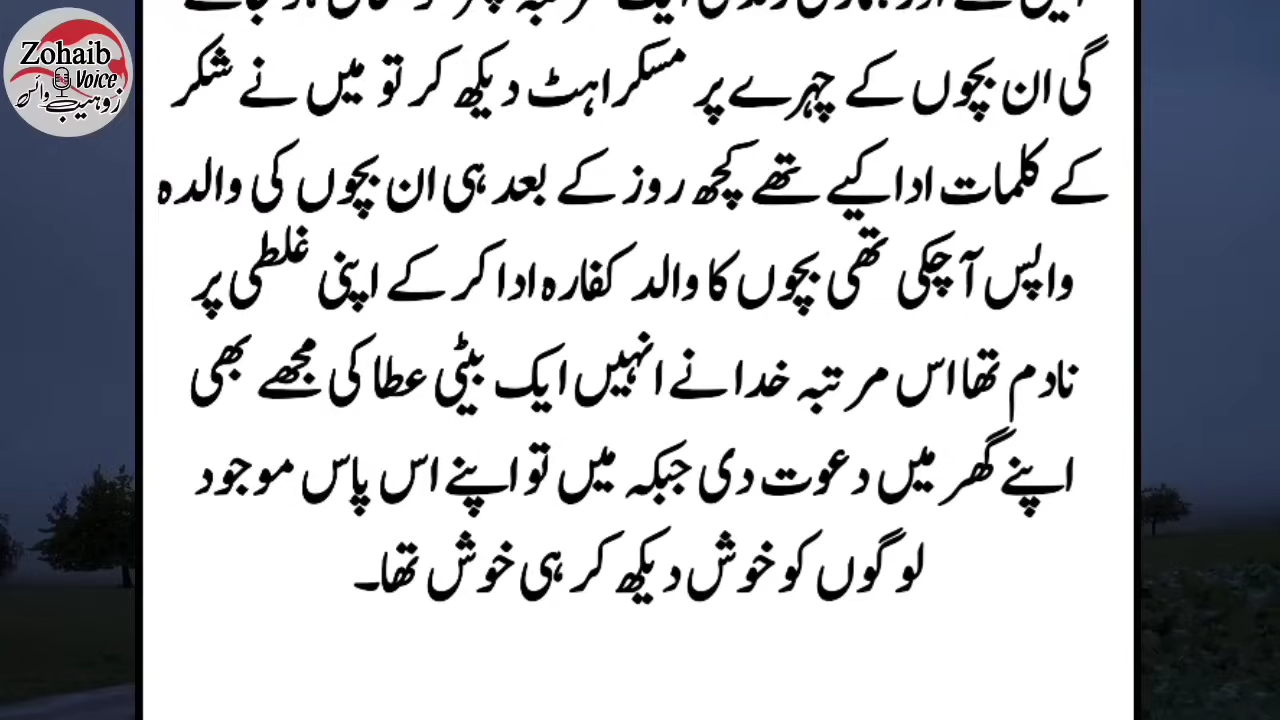 Zohaib
Voice
زوہیب وائس
گی ان بچوں کے چہرے پر مسکراہٹ دیکھ کر تو میں نے شکر
کے کلمات ادا کیے تھے کچھ روز کے بعد ہی ان بچوں کی والدہ
واپس آ چکی تھی بچوں کا والد کفارہ ادا کر کے اپنی غلطی پر
نادم تھا اس مرتبہ خدا نے انہیں ایک بیٹی عطا کی مجھے بھی
اپنے گھر میں دعوت دی جبکہ میں تو اپنے اس پاس موجود
لوگوں کو خوش دیکھ کر ہی خوش تھا۔